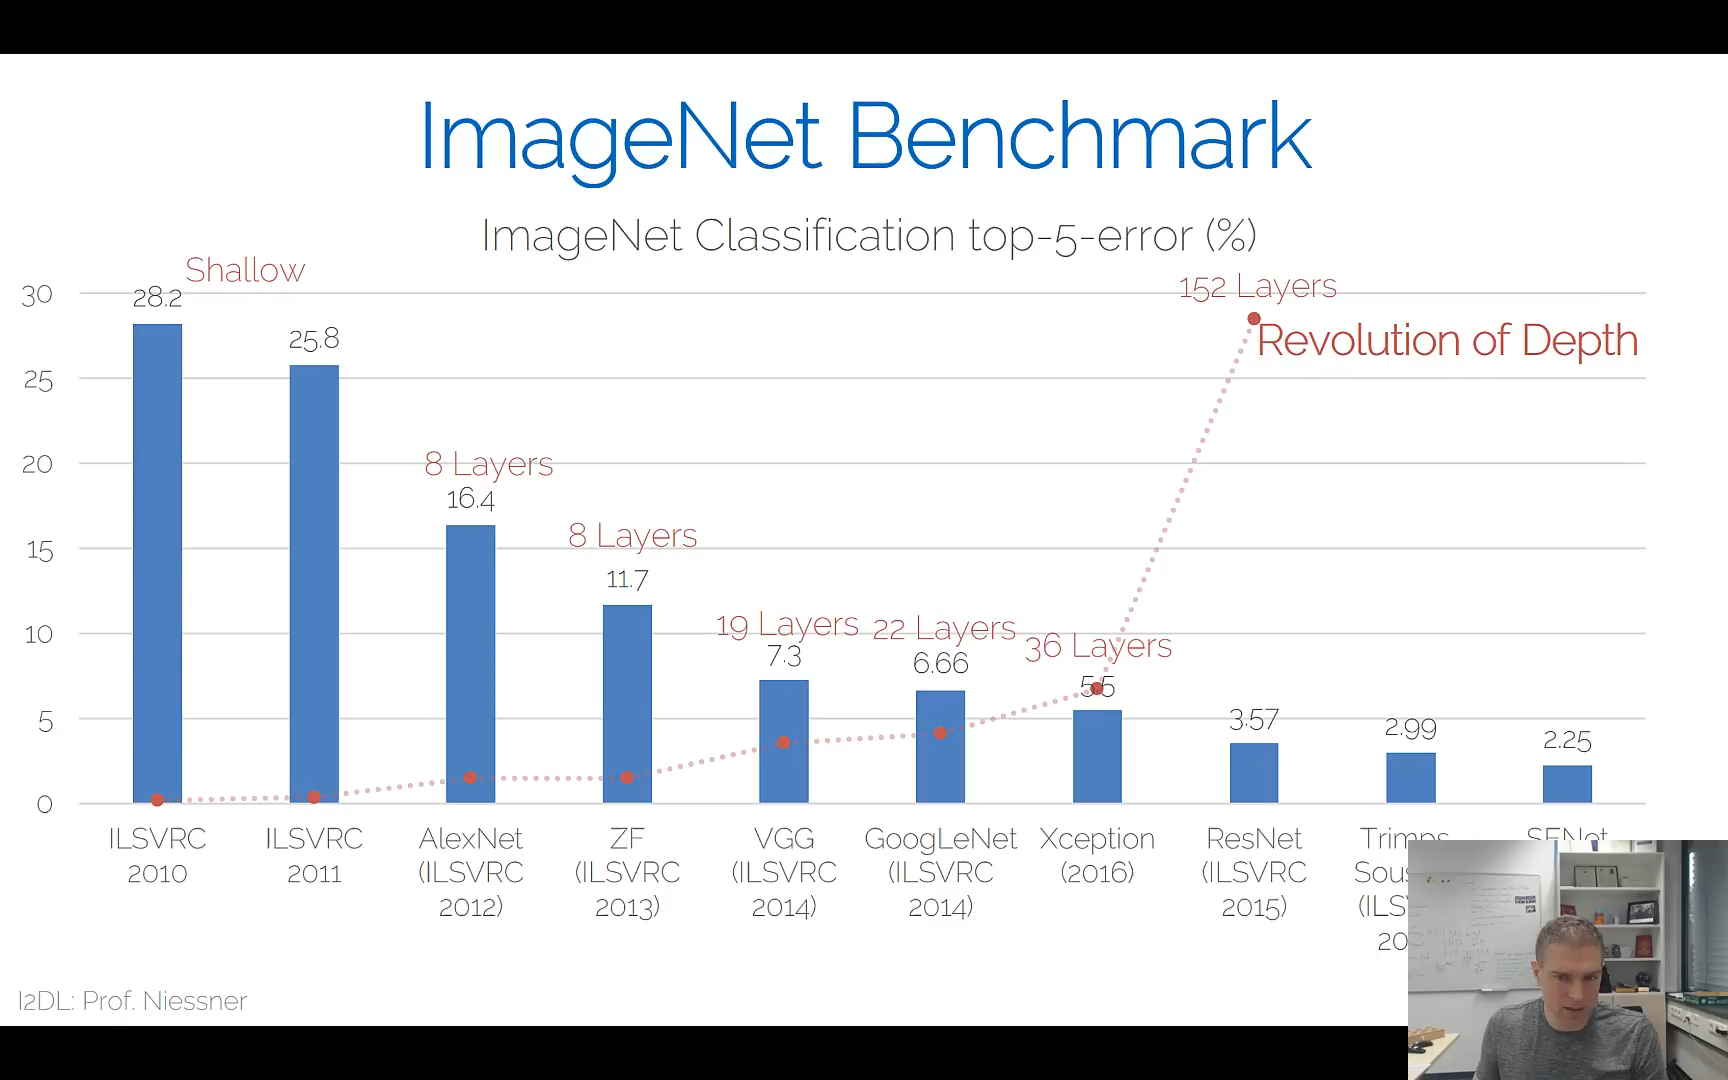 ImageNet Benchmark
ImageNet Classification top-5-error (%)
Shallow
152 Layers
Revolution of Depth
8 Layers
8 Layers
19 Layers
22 Layers
36 Layers
30
25
20
15
10
5
0
28.2
25.8
16.4
11.7
7.3
6.66
5.5
3.57
2.99
2.25
ILSVRC
2010
ILSVRC
2011
AlexNet
(ILSVRC
2012)
ZF
(ILSVRC
2013)
VGG
(ILSVRC
2014)
GoogLeNet
(ILSVRC
2014)
Xception
(2016)
ResNet
(ILSVRC
2015)
Trimps
SENet
I2DL: Prof. Niessner